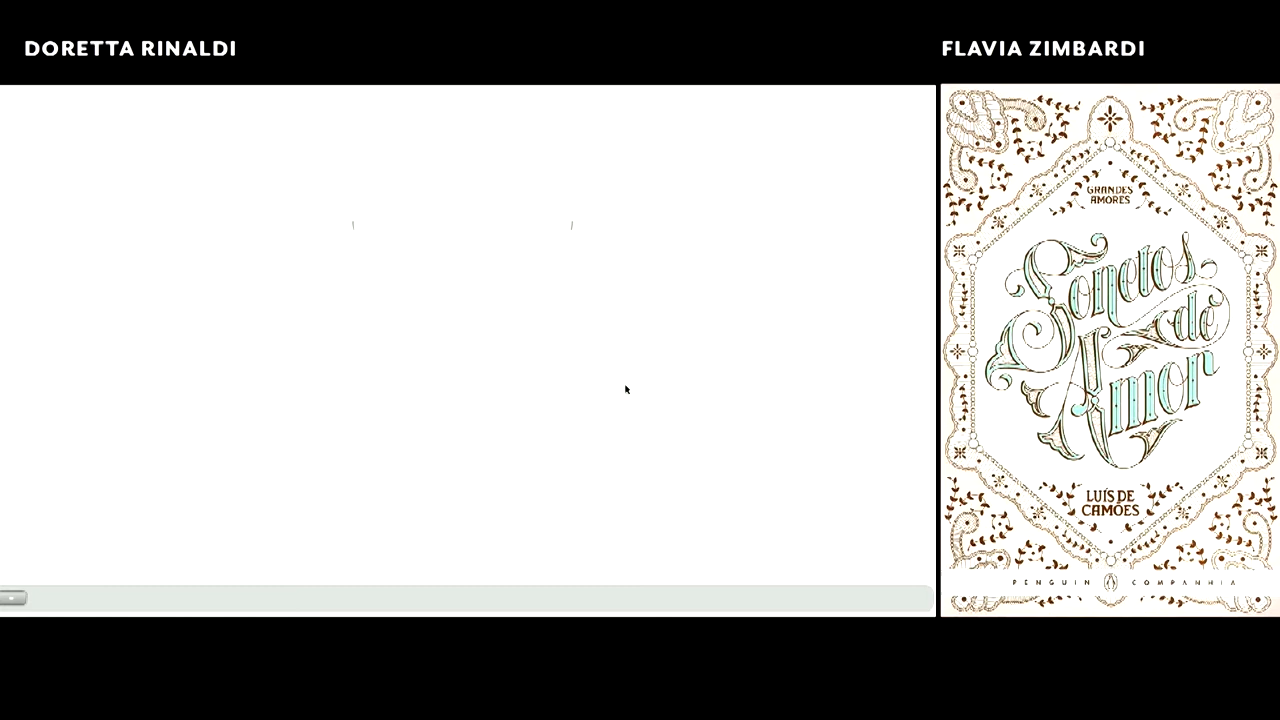 DORETTA RINALDI
FLAVIA ZIMBARDI
GRANDES
AMORES
Sonetos
de
Amor
LUÍS DE
CAMÕES
PENGUIN COMPANHIA